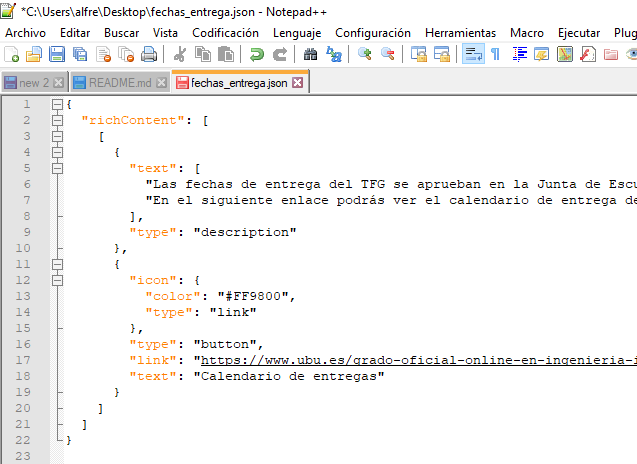 *C:\Users\alfre\Desktop\fechas_entrega.json - Notepad++
Archivo Editar Buscar Vista Codificación Lenguaje Configuración Herramientas Macro Ejecutar Plug
new 2 README.md fechas_entrega.json
1 {
2 "richContent": [
3 [
4 {
5 "text": [
6 "Las fechas de entrega del TFG se aprueban en la Junta de Escu
7 "En el siguiente enlace podrás ver el calendario de entrega de
8 ],
9 "type": "description"
10 },
11 {
12 "icon": {
13 "color": "#FF9800",
14 "type": "link"
15 },
16 "type": "button",
17 "link": "https://www.ubu.es/grado-oficial-online-en-ingenieria-i
18 "text": "Calendario de entregas"
19 }
20 ]
21 ]
22 }
23